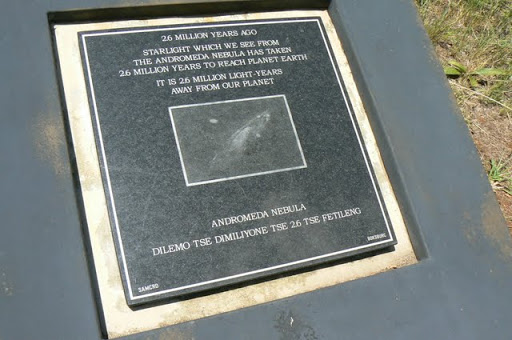 2.6 MILLION YEARS AGO
STARLIGHT WHICH WE SEE FROM
THE ANDROMEDA NEBULA HAS TAKEN
2.6 MILLION YEARS TO REACH PLANET EARTH
IT IS 2.6 MILLION LIGHT-YEARS
AWAY FROM OUR PLANET
ANDROMEDA NEBULA
DILEMO TSE DIMILIYONE TSE 2.6 TSE FETILENG
SAMCRO
BOKSBURG